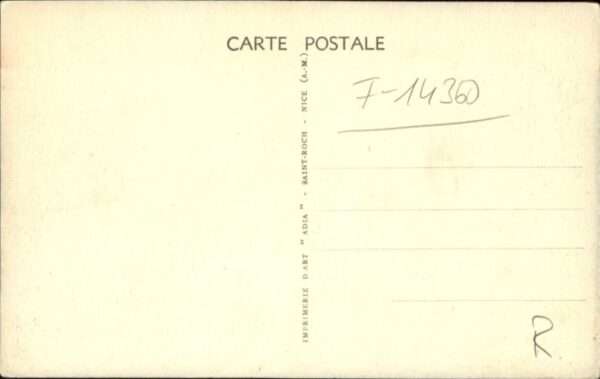 CARTE POSTALE
F-14360
IMPRIMERIE D'ART "ADIA" - SAINT-ROCH - NICE (A.-M.)